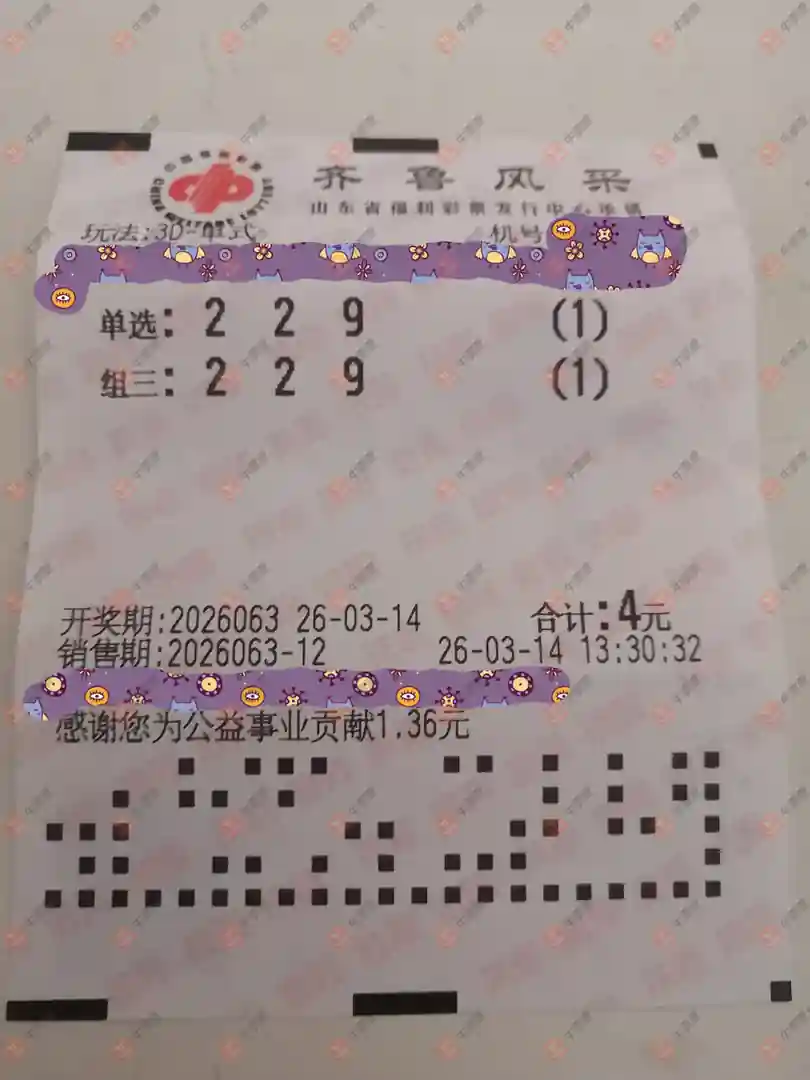 齐鲁风采
山东省福利彩票发行中心承销
玩法:3D-单式
机号
单选: 2 2 9 (1)
组三: 2 2 9 (1)
开奖期:2026063 26-03-14 合计:4元
销售期:2026063-12 26-03-14 13:30:32
感谢您为公益事业贡献1.36元